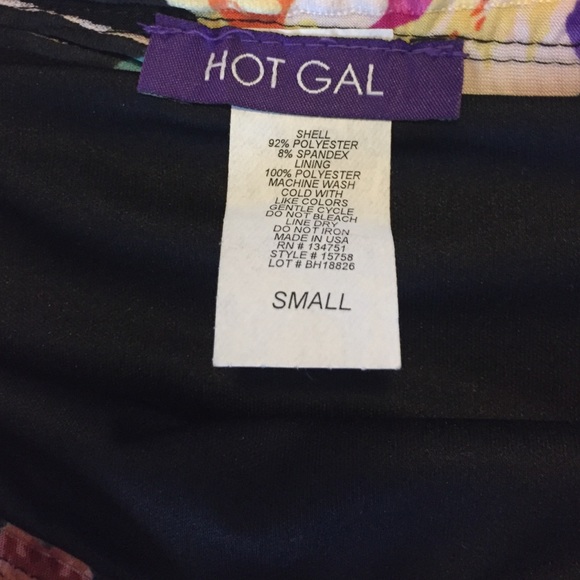 HOT GAL
SHELL
92% POLYESTER
8% SPANDEX
LINING
100% POLYESTER
MACHINE WASH
COLD WITH
LIKE COLORS
GENTLE CYCLE
DO NOT BLEACH
LINE DRY
DO NOT IRON
MADE IN USA
RN # 134751
STYLE # 15758
LOT # BH18826
SMALL